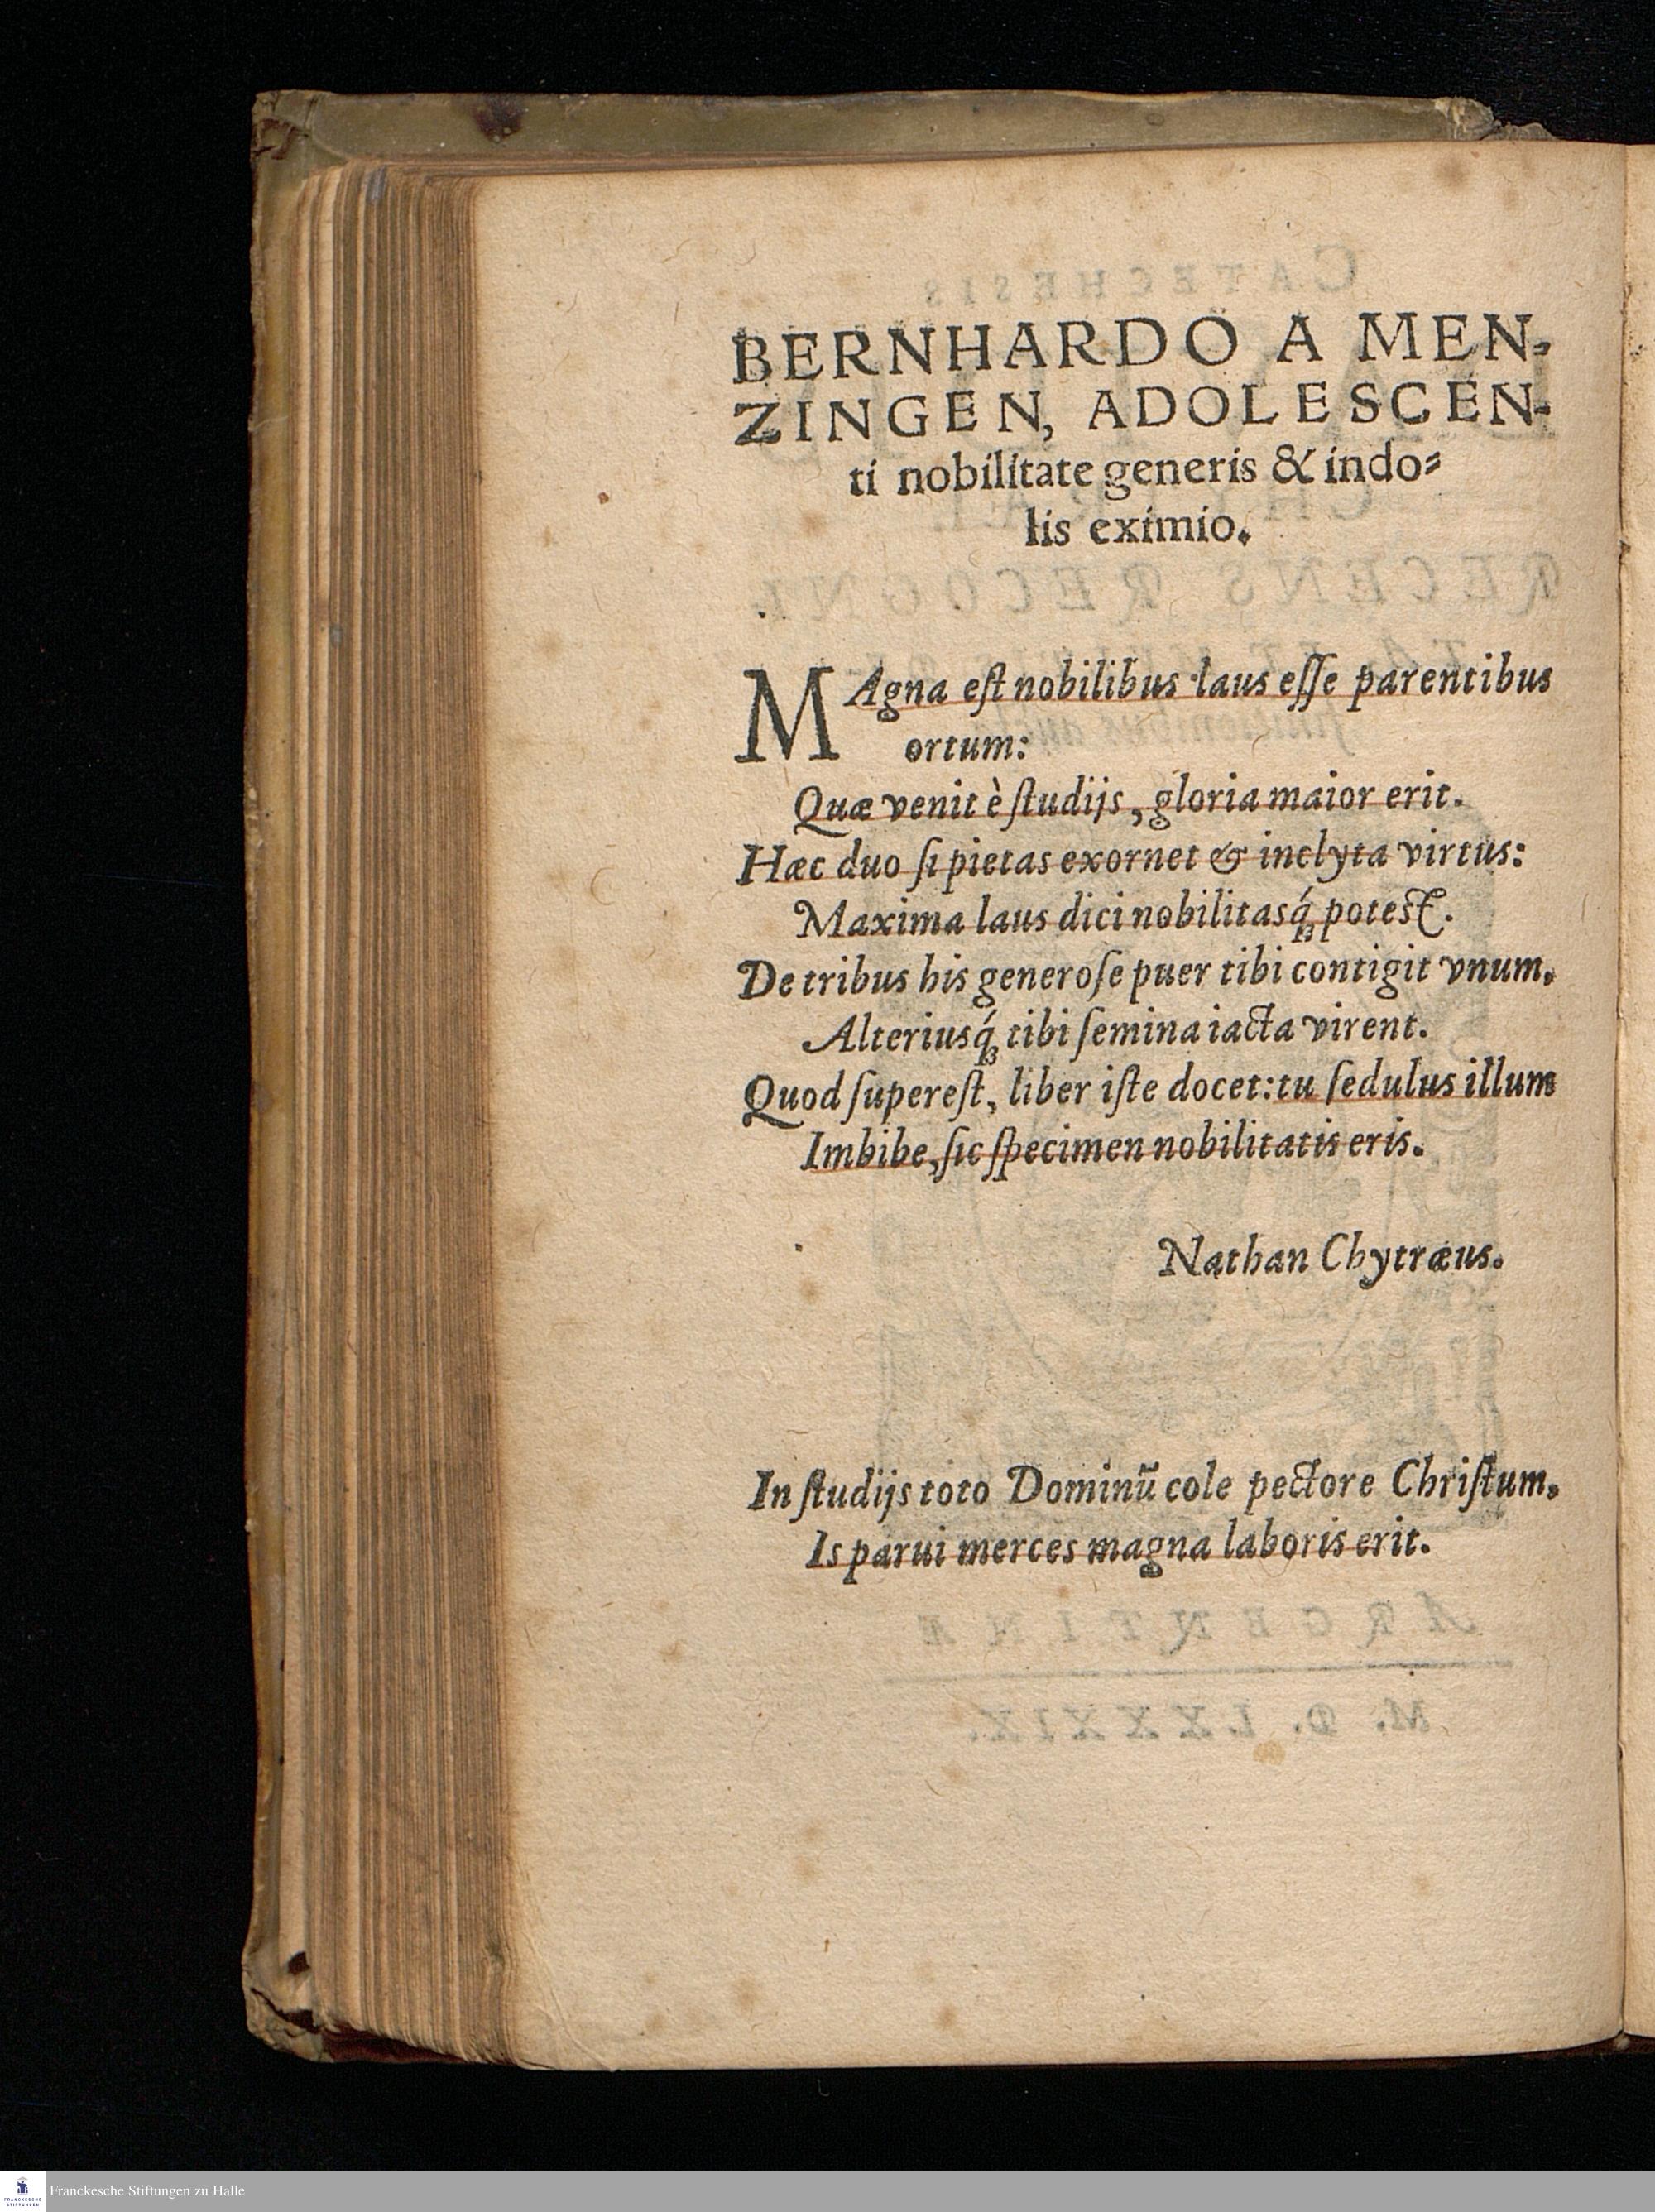 BERNHARDO A MEN-
ZINGEN, ADOLESCEN-
ti nobilitate generis & indo⸗
lis eximio.
MAgna eſt nobilibus laus eſſe parentibus
ortum:
Quæ venit è ſtudijs, gloria maior erit.
Hæc duo ſi pietas exornet & inclyta virtus:
Maxima laus dici nobilitasq́ꝫ potest.
De tribus his generoſe puer tibi contigit vnum.
Alteriusq́ꝫ tibi ſemina iacta virent.
Quod ſupereſt, liber iſte docet: tu ſedulus illum
Imbibe, ſic ſpecimen nobilitatis eris.
Nathan Chytræus.
In ſtudijs toto Dominū cole pectore Chriſtum.
Is parui merces magna laboris erit.
FRANCKESCHE
STIFTUNGEN
Franckesche Stiftungen zu Halle